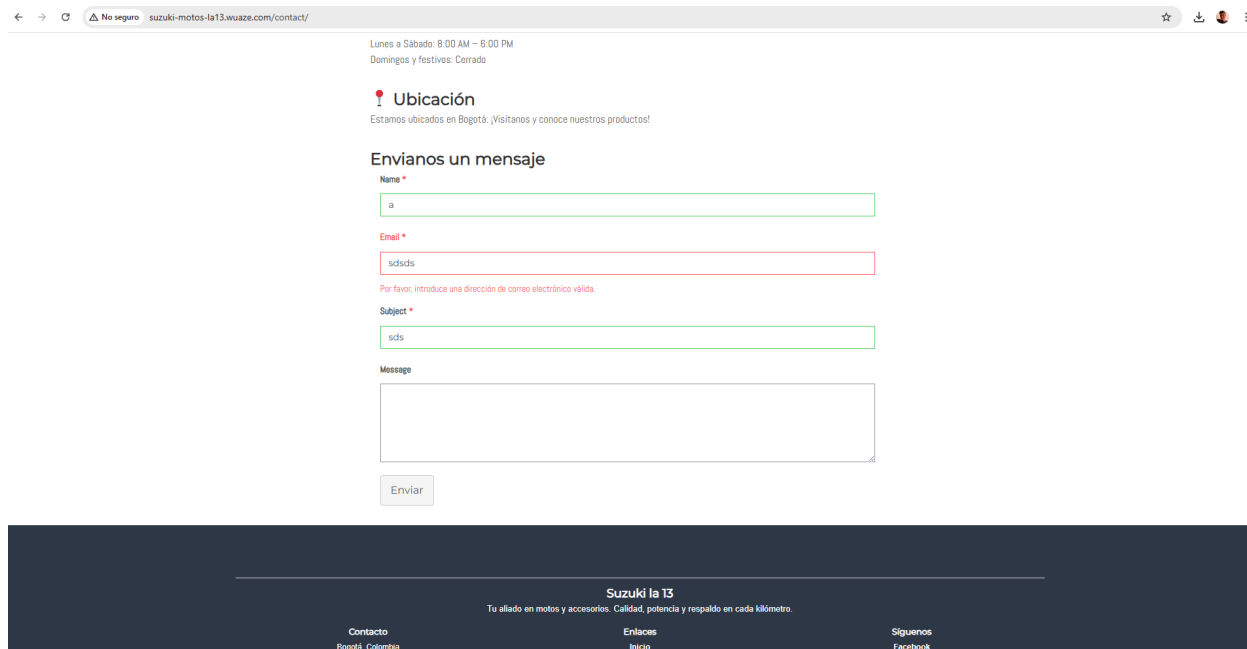 No seguro
suzuki-motos-la13.wuaze.com/contact/
Lunes a Sábado: 8:00 AM – 6:00 PM
Domingos y festivos: Cerrado
Ubicación
Estamos ubicados en Bogotá. ¡Visítanos y conoce nuestros productos!
Envianos un mensaje
Name *
a
Email *
sdsds
Por favor, introduce una dirección de correo electrónico válida.
Subject *
sds
Message
Enviar
Suzuki la 13
Tu aliado en motos y accesorios. Calidad, potencia y respaldo en cada kilómetro.
Contacto Enlaces Síguenos
Bogotá, Colombia Inicio Facebook